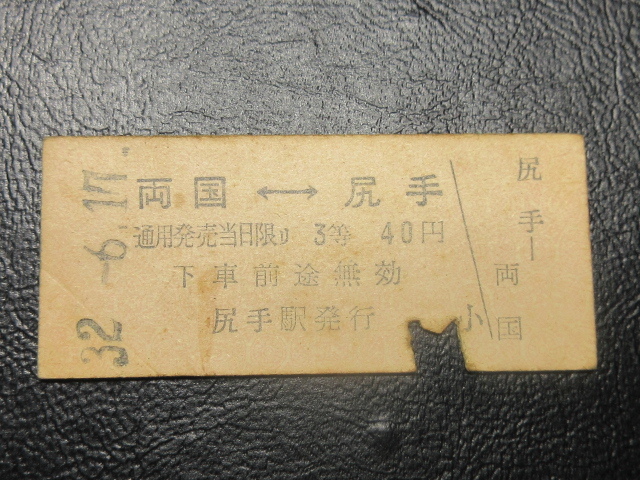 32.-6.17.
両国 ↔ 尻手
通用発売当日限り 3等 40円
下車前途無効
尻手駅発行
小
尻手ー両国